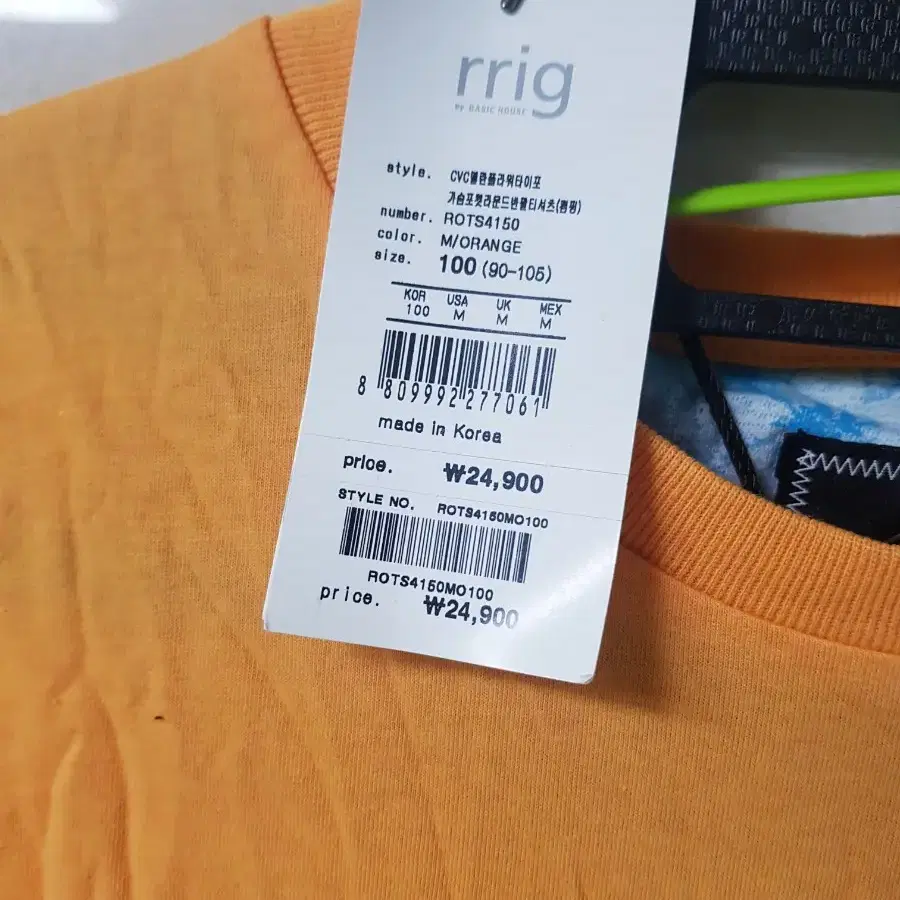 rrig
by BASIC HOUSE
style. CVC멜란플라워타이포
가슴포켓라운드반팔티셔츠(펌핑)
number. ROTS4150
color. M/ORANGE
size. 100 (90-105)
KOR USA UK MEX
100 M M M
8 809992 277061
made in Korea
price. ₩24,900
STYLE NO. ROTS4150MO100
ROTS4150MO100
price. ₩24,900